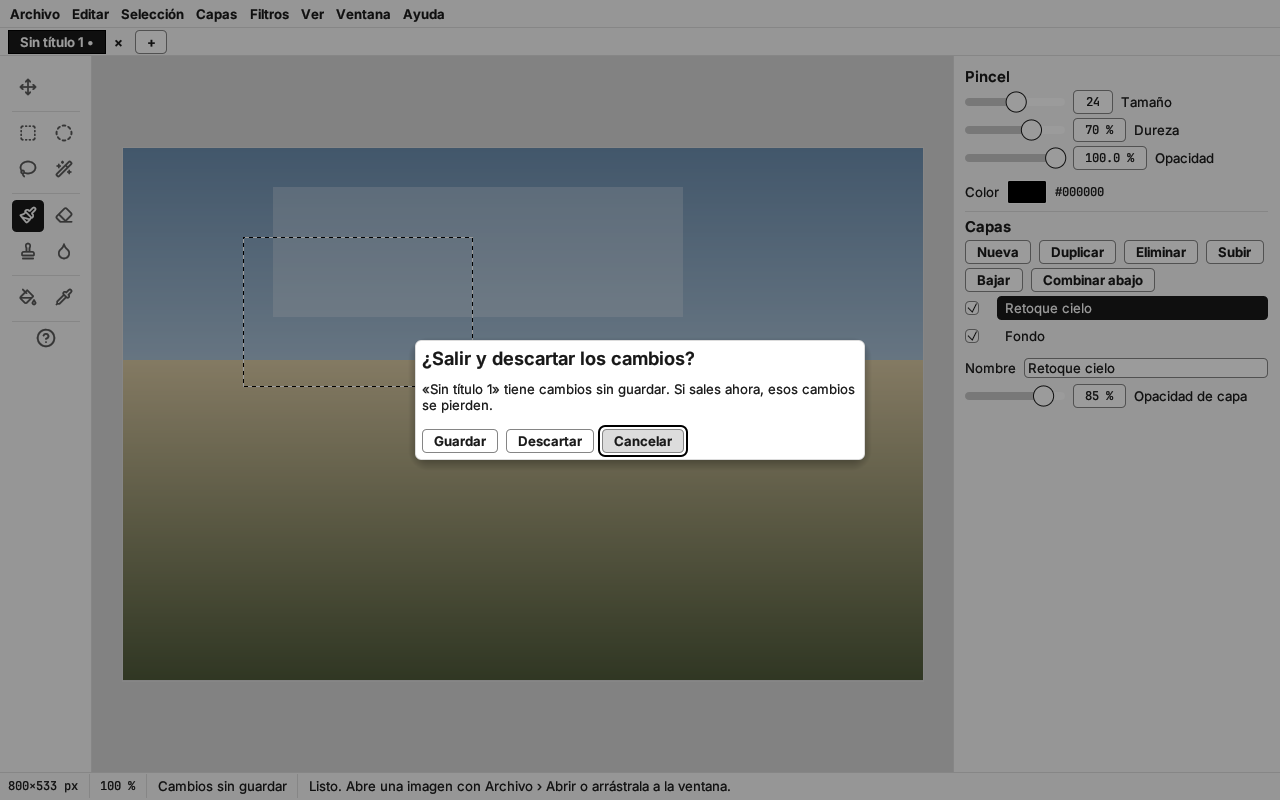 Archivo Editar Selección Capas Filtros Ver Ventana Ayuda
Sin título 1 • × +
Pincel
24 Tamaño
70 % Dureza
100.0 % Opacidad
Color #000000
Capas
Nueva Duplicar Eliminar Subir
Bajar Combinar abajo
Retoque cielo
Fondo
Nombre Retoque cielo
85 % Opacidad de capa
¿Salir y descartar los cambios?
«Sin título 1» tiene cambios sin guardar. Si sales ahora, esos cambios
se pierden.
Guardar Descartar Cancelar
800×533 px 100 % Cambios sin guardar Listo. Abre una imagen con Archivo › Abrir o arrástrala a la ventana.